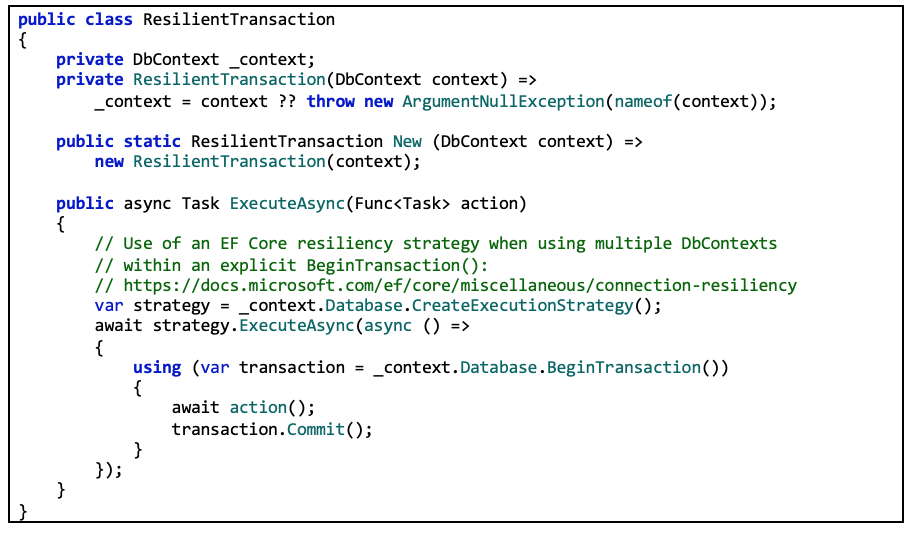 public class ResilientTransaction
{
    private DbContext _context;
    private ResilientTransaction(DbContext context) =>
        _context = context ?? throw new ArgumentNullException(nameof(context));

    public static ResilientTransaction New (DbContext context) =>
        new ResilientTransaction(context);

    public async Task ExecuteAsync(Func<Task> action)
    {
        // Use of an EF Core resiliency strategy when using multiple DbContexts
        // within an explicit BeginTransaction():
        // https://docs.microsoft.com/ef/core/miscellaneous/connection-resiliency
        var strategy = _context.Database.CreateExecutionStrategy();
        await strategy.ExecuteAsync(async () =>
        {
            using (var transaction = _context.Database.BeginTransaction())
            {
                await action();
                transaction.Commit();
            }
        });
    }
}